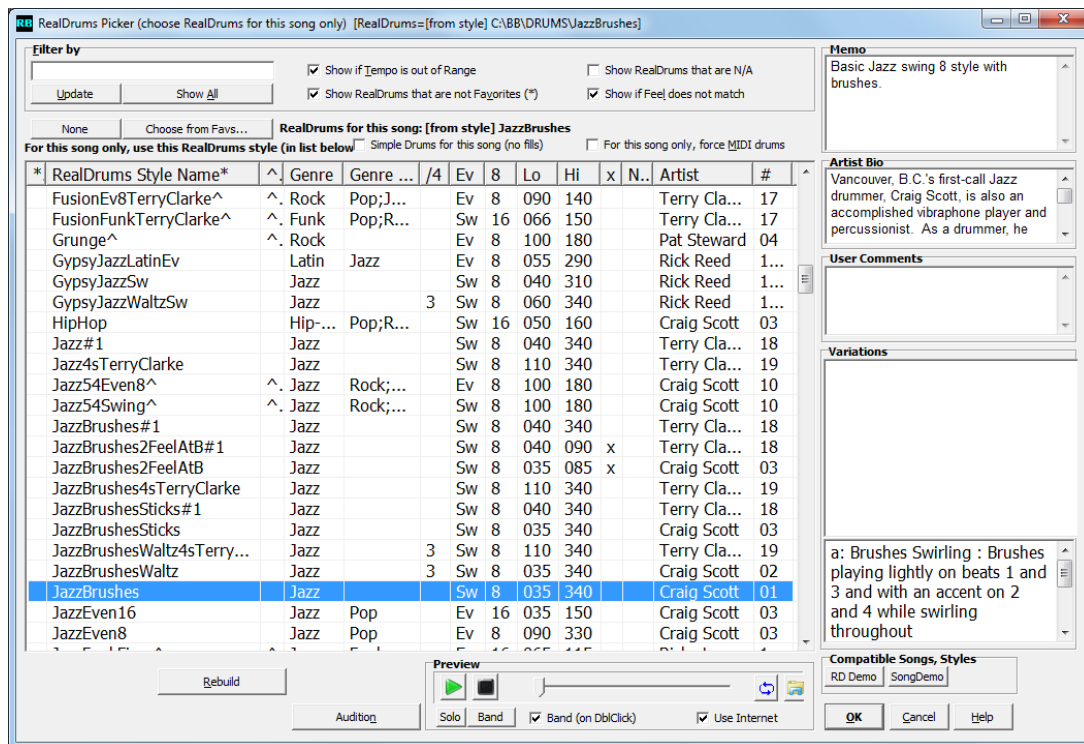 RB RealDrums Picker (choose RealDrums for this song only) [RealDrums=[from style] C:\BB\DRUMS\JazzBrushes]
Filter by
Show if Tempo is out of Range
Show RealDrums that are N/A
Update
Show All
Show RealDrums that are not Favorites (*)
Show if Feel does not match
None
Choose from Favs...
RealDrums for this song: [from style] JazzBrushes
For this song only, use this RealDrums style (in list below
Simple Drums for this song (no fills)
For this song only, force MIDI drums
*. RealDrums Style Name* ^. Genre Genre ... /4 Ev 8 Lo Hi x N... Artist #
FusionEv8TerryClarke^ ^. Rock Pop;J... Ev 8 090 140 Terry Cla... 17
FusionFunkTerryClarke^ ^. Funk Pop;R... Sw 16 066 150 Terry Cla... 17
Grunge^ ^. Rock Ev 8 100 180 Pat Steward 04
GypsyJazzLatinEv Latin Jazz Ev 8 055 290 Rick Reed 1...
GypsyJazzSw Jazz Sw 8 040 310 Rick Reed 1...
GypsyJazzWaltzSw Jazz 3 Sw 8 060 340 Rick Reed 1...
HipHop Hip-... Pop;R... Sw 16 050 160 Craig Scott 03
Jazz#1 Jazz Sw 8 040 340 Terry Cla... 18
Jazz4sTerryClarke Jazz Sw 8 110 340 Terry Cla... 19
Jazz54Even8^ ^. Jazz Rock;... Ev 8 100 180 Craig Scott 10
Jazz54Swing^ ^. Jazz Rock;... Sw 8 100 180 Craig Scott 10
JazzBrushes#1 Jazz Sw 8 040 340 Terry Cla... 18
JazzBrushes2FeelAtB#1 Jazz Sw 8 040 090 x Terry Cla... 18
JazzBrushes2FeelAtB Jazz Sw 8 035 085 x Craig Scott 03
JazzBrushes4sTerryClarke Jazz Sw 8 110 340 Terry Cla... 19
JazzBrushesSticks#1 Jazz Sw 8 040 340 Terry Cla... 18
JazzBrushesSticks Jazz Sw 8 035 340 Craig Scott 03
JazzBrushesWaltz4sTerry... Jazz 3 Sw 8 110 340 Terry Cla... 19
JazzBrushesWaltz Jazz 3 Sw 8 035 340 Craig Scott 02
JazzBrushes Jazz Sw 8 035 340 Craig Scott 01
JazzEven16 Jazz Pop Ev 16 035 150 Craig Scott 03
JazzEven8 Jazz Pop Ev 8 090 330 Craig Scott 03
Rebuild
Audition
Preview
Solo
Band
Band (on DblClick)
Use Internet
Memo
Basic Jazz swing 8 style with
brushes.
Artist Bio
Vancouver, B.C.'s first-call Jazz
drummer, Craig Scott, is also an
accomplished vibraphone player and
percussionist. As a drummer, he
User Comments
Variations
a: Brushes Swirling : Brushes
playing lightly on beats 1 and
3 and with an accent on 2
and 4 while swirling
throughout
Compatible Songs, Styles
RD Demo
SongDemo
OK
Cancel
Help